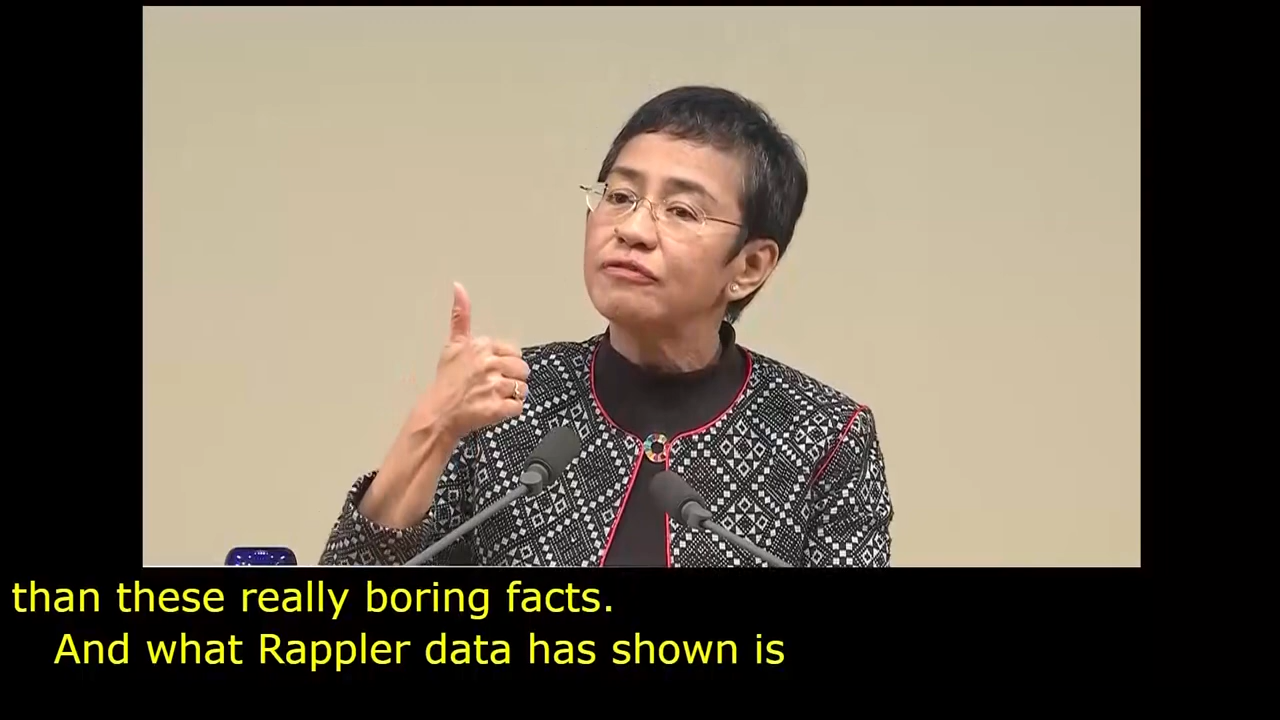 than these really boring facts.
And what Rappler data has shown is